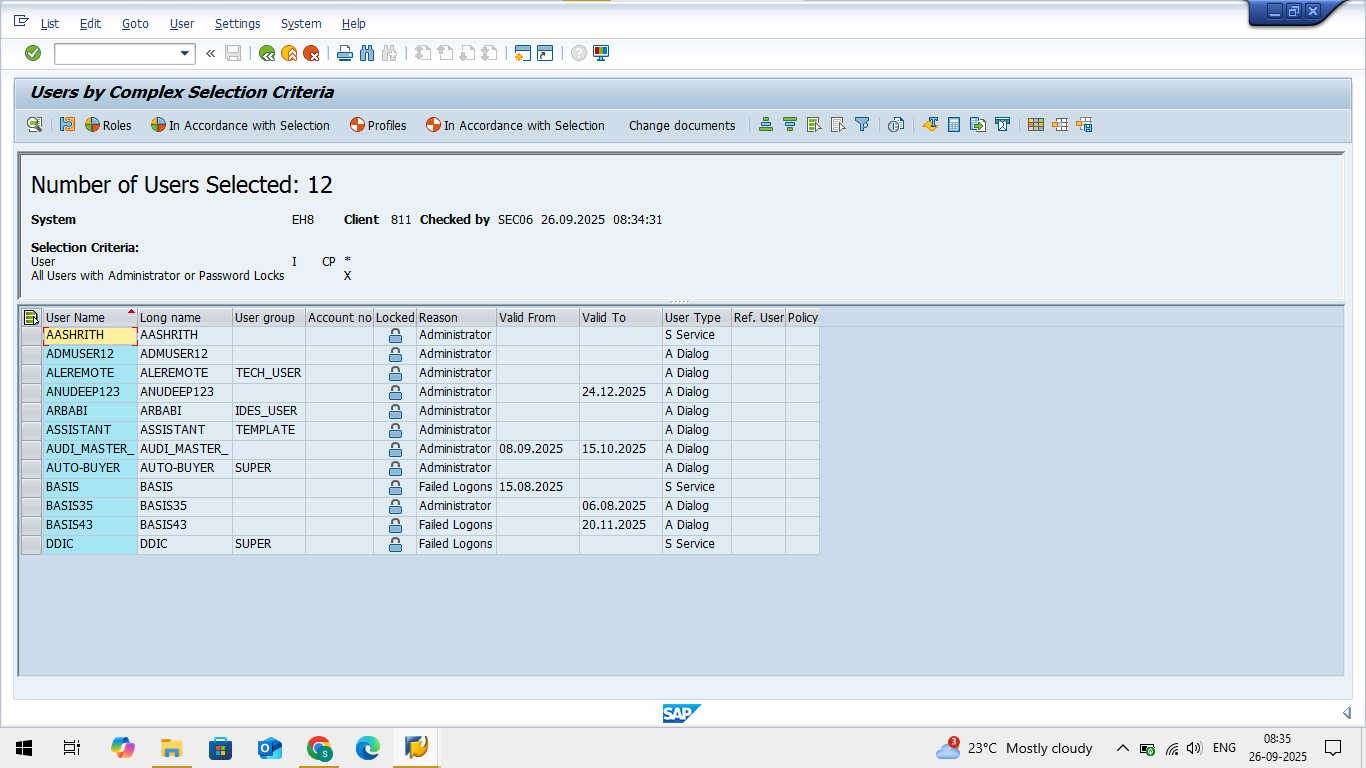 List Edit Goto User Settings System Help
«
Users by Complex Selection Criteria
Roles In Accordance with Selection Profiles In Accordance with Selection Change documents
Number of Users Selected: 12
System EH8 Client 811 Checked by SEC06 26.09.2025 08:34:31
Selection Criteria:
User I CP *
All Users with Administrator or Password Locks X
User Name Long name User group Account no Locked Reason Valid From Valid To User Type Ref. User Policy
AASHRITH AASHRITH Administrator S Service
ADMUSER12 ADMUSER12 Administrator A Dialog
ALEREMOTE ALEREMOTE TECH_USER Administrator A Dialog
ANUDEEP123 ANUDEEP123 Administrator 24.12.2025 A Dialog
ARBABI ARBABI IDES_USER Administrator A Dialog
ASSISTANT ASSISTANT TEMPLATE Administrator A Dialog
AUDI_MASTER_ AUDI_MASTER_ Administrator 08.09.2025 15.10.2025 A Dialog
AUTO-BUYER AUTO-BUYER SUPER Administrator A Dialog
BASIS BASIS Failed Logons 15.08.2025 S Service
BASIS35 BASIS35 Administrator 06.08.2025 A Dialog
BASIS43 BASIS43 Failed Logons 20.11.2025 A Dialog
DDIC DDIC SUPER Failed Logons S Service
SAP
3 23°C Mostly cloudy ENG 08:35
26-09-2025